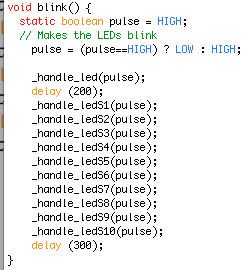 void blink() {
  static boolean pulse = HIGH;
  // Makes the LEDs blink
    pulse = (pulse==HIGH) ? LOW : HIGH;

    _handle_led(pulse);
    delay (200);
    _handle_ledS1(pulse);
    _handle_ledS2(pulse);
    _handle_ledS3(pulse);
    _handle_ledS4(pulse);
    _handle_ledS5(pulse);
    _handle_ledS6(pulse);
    _handle_ledS7(pulse);
    _handle_ledS8(pulse);
    _handle_ledS9(pulse);
    _handle_ledS10(pulse);
    delay (300);
}